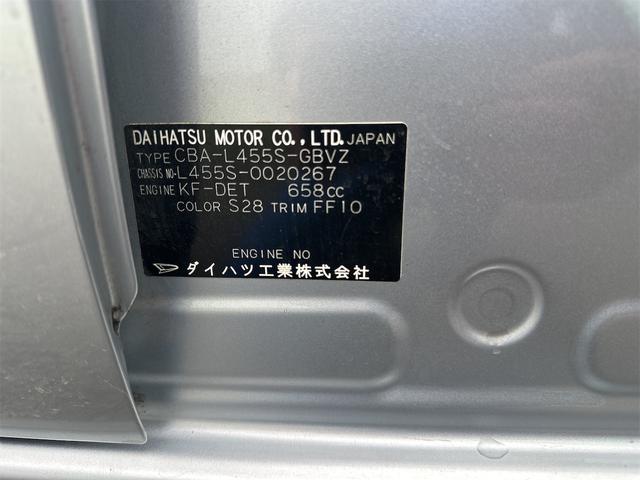 DAIHATSU MOTOR CO.,LTD. JAPAN
TYPE CBA-L455S-GBVZ
CHASSIS NO. L455S-0020267
ENGINE KF-DET 658cc
COLOR S28 TRIM FF10
ENGINE NO
ダイハツ工業株式会社